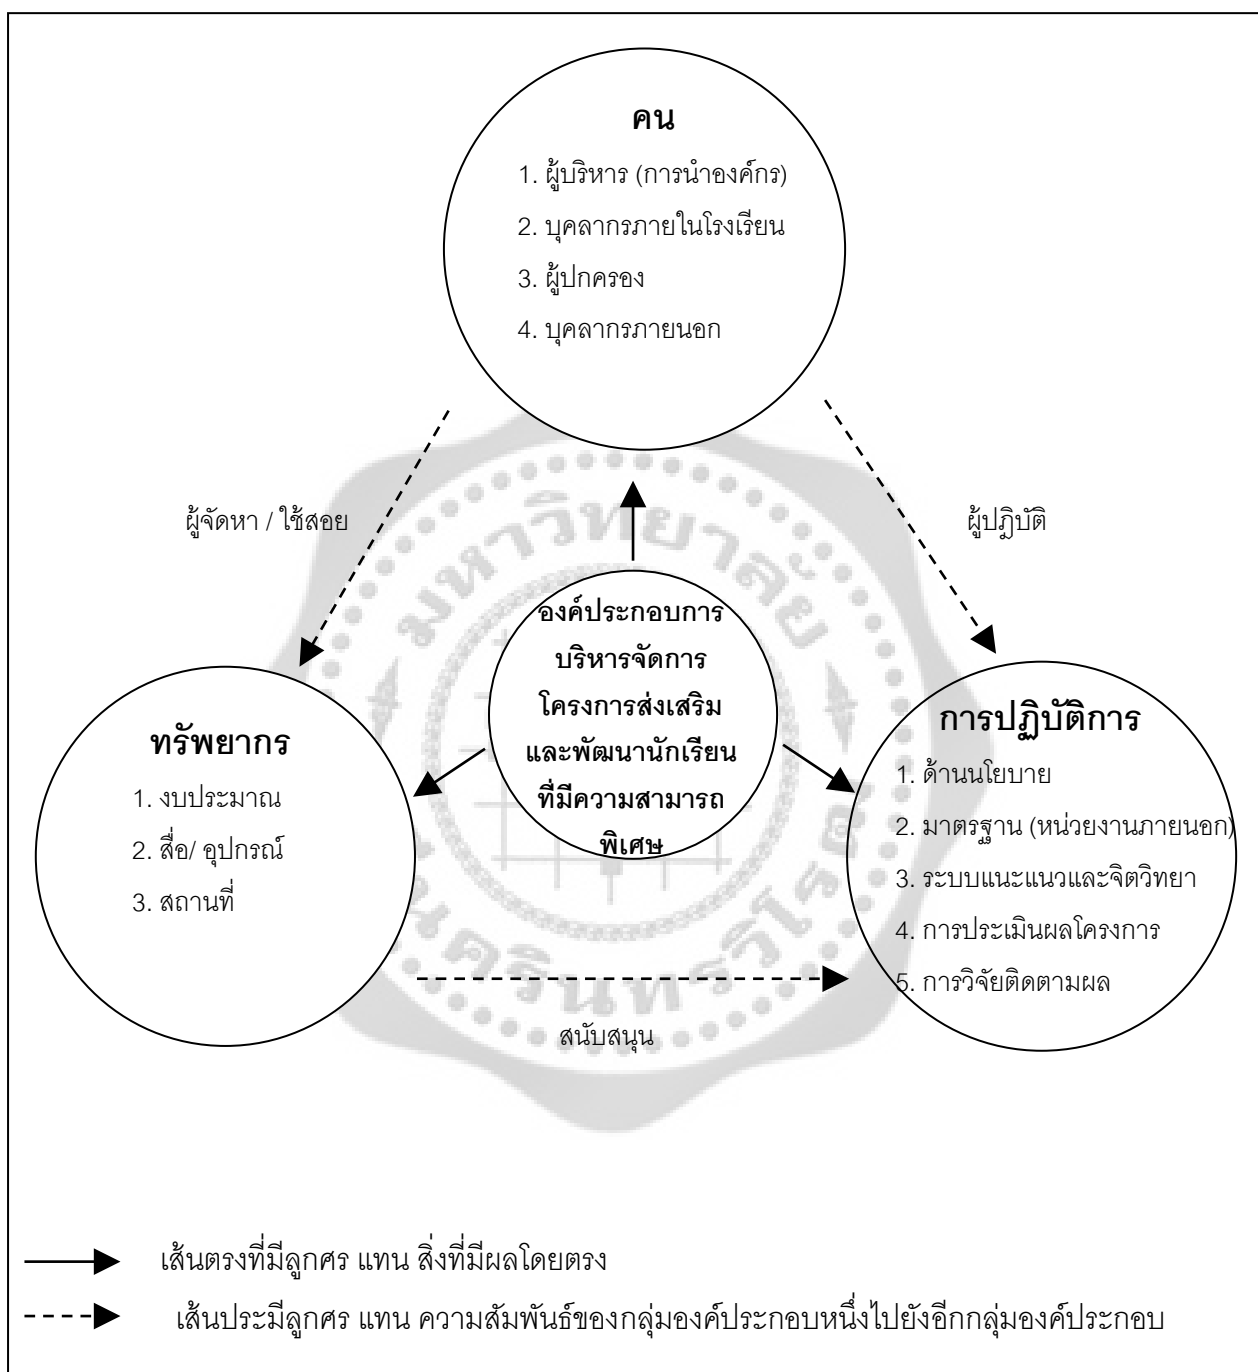 คน
1. ผู้บริหาร (การนำองค์กร)
2. บุคลากรภายในโรงเรียน
3. ผู้ปกครอง
4. บุคลากรภายนอก
ผู้จัดหา / ใช้สอย
ผู้ปฏิบัติ
องค์ประกอบการ
บริหารจัดการ
โครงการส่งเสริม
และพัฒนานักเรียน
ที่มีความสามารถ
พิเศษ
ทรัพยากร
1. งบประมาณ
2. สื่อ/ อุปกรณ์
3. สถานที่
การปฏิบัติการ
1. ด้านนโยบาย
2. มาตรฐาน (หน่วยงานภายนอก)
3. ระบบแนะแนวและจิตวิทยา
4. การประเมินผลโครงการ
5. การวิจัยติดตามผล
สนับสนุน
มหาวิทยาลัย
นครินทรวิโร
เส้นตรงที่มีลูกศร แทน สิ่งที่มีผลโดยตรง
เส้นประมีลูกศร แทน ความสัมพันธ์ของกลุ่มองค์ประกอบหนึ่งไปยังอีกกลุ่มองค์ประกอบ